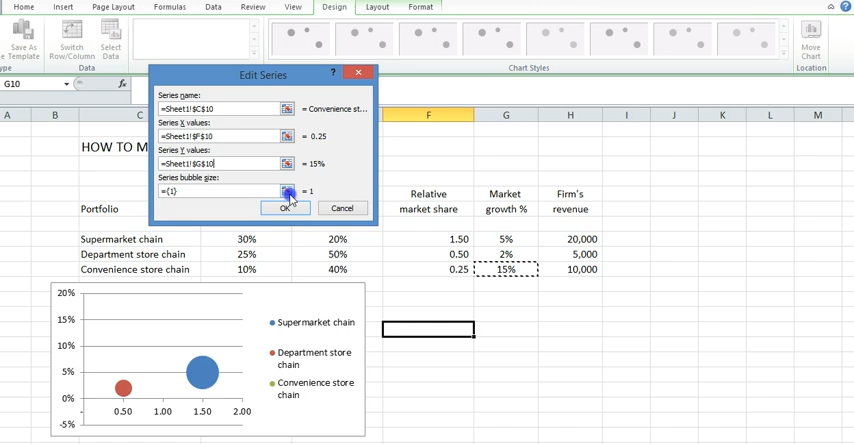 Home Insert Page Layout Formulas Data Review View Design Layout Format
Save As Switch Select Move
e Template Row/Column Data Chart
ype Data Chart Styles Location
G10 fx
Edit Series ?
Series name:
=Sheet1!$C$10 = Convenience st...
Series X values:
=Sheet1!$F$10 = 0.25
Series Y values:
=Sheet1!$G$10 = 15%
Series bubble size:
={1} = 1
OK Cancel
A B C F G H I J K L M
HOW TO M
Relative Market Firm's
Portfolio market share growth % revenue
Supermarket chain 30% 20% 1.50 5% 20,000
Department store chain 25% 50% 0.50 2% 5,000
Convenience store chain 10% 40% 0.25 15% 10,000
20%
15%
10%
5%
0%
-5%
- 0.50 1.00 1.50 2.00
Supermarket chain
Department store
chain
Convenience store
chain